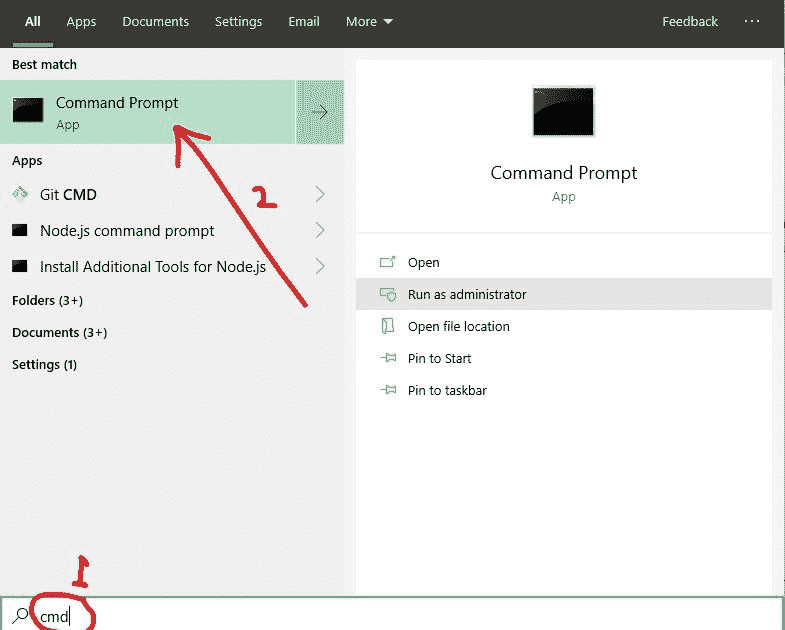 All Apps Documents Settings Email More Feedback ...
Best match
Command Prompt
App
Apps
Git CMD
Node.js command prompt
Install Additional Tools for Node.js
Folders (3+)
Documents (3+)
Settings (1)
2
Command Prompt
App
Open
Run as administrator
Open file location
Pin to Start
Pin to taskbar
1
cmd